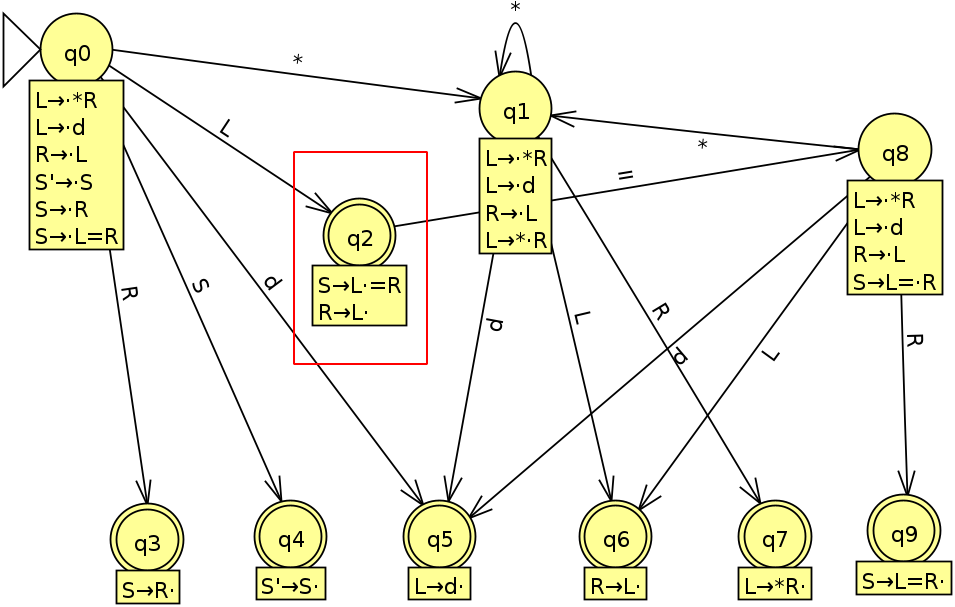 q0
L→·*R
L→·d
R→·L
S'→·S
S→·R
S→·L=R
*
L
d
S
R
q2
S→L·=R
R→L·
=
*
q1
L→·*R
L→·d
R→·L
L→*·R
d
L
R
*
q8
L→·*R
L→·d
R→·L
S→L=·R
d
L
R
q3
S→R·
q4
S'→S·
q5
L→d·
q6
R→L·
q7
L→*R·
q9
S→L=R·